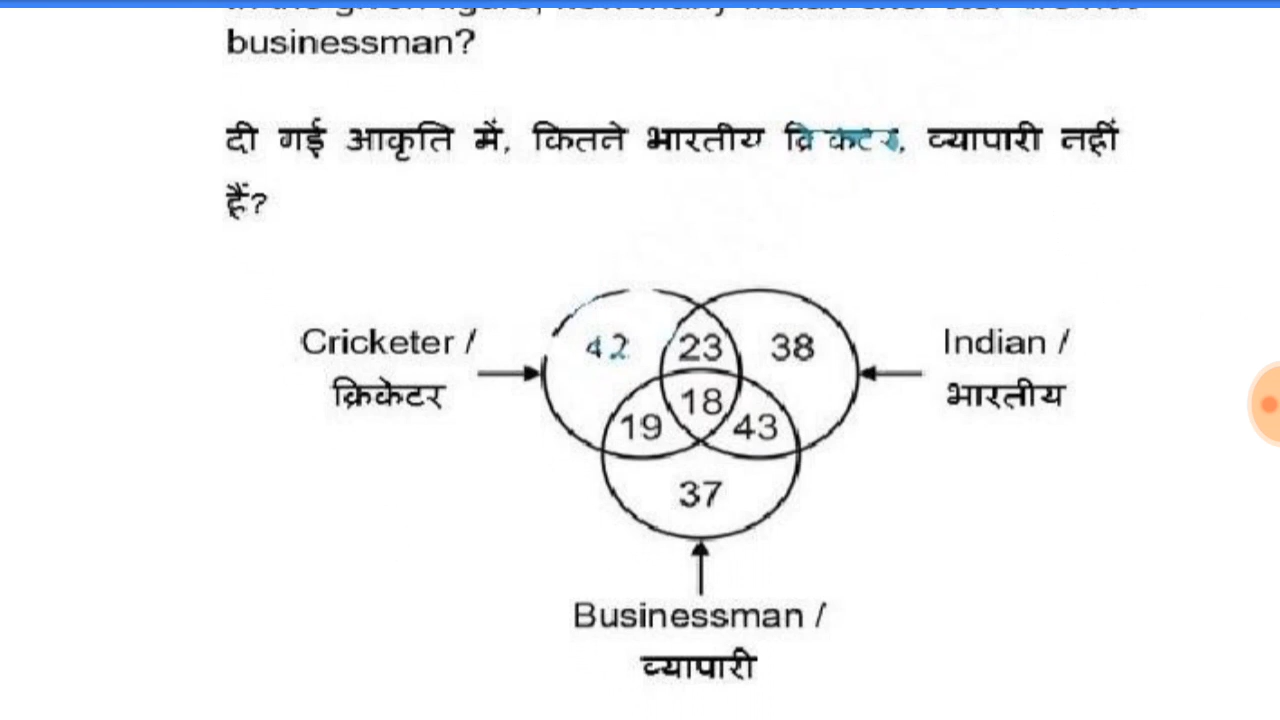 businessman?
दी गई आकृति में, कितने भारतीय क्रिकेटर, व्यापारी नहीं
हैं?
42 23 38
Cricketer /
क्रिकेटर
Indian /
भारतीय
18
19 43
37
Businessman /
व्यापारी